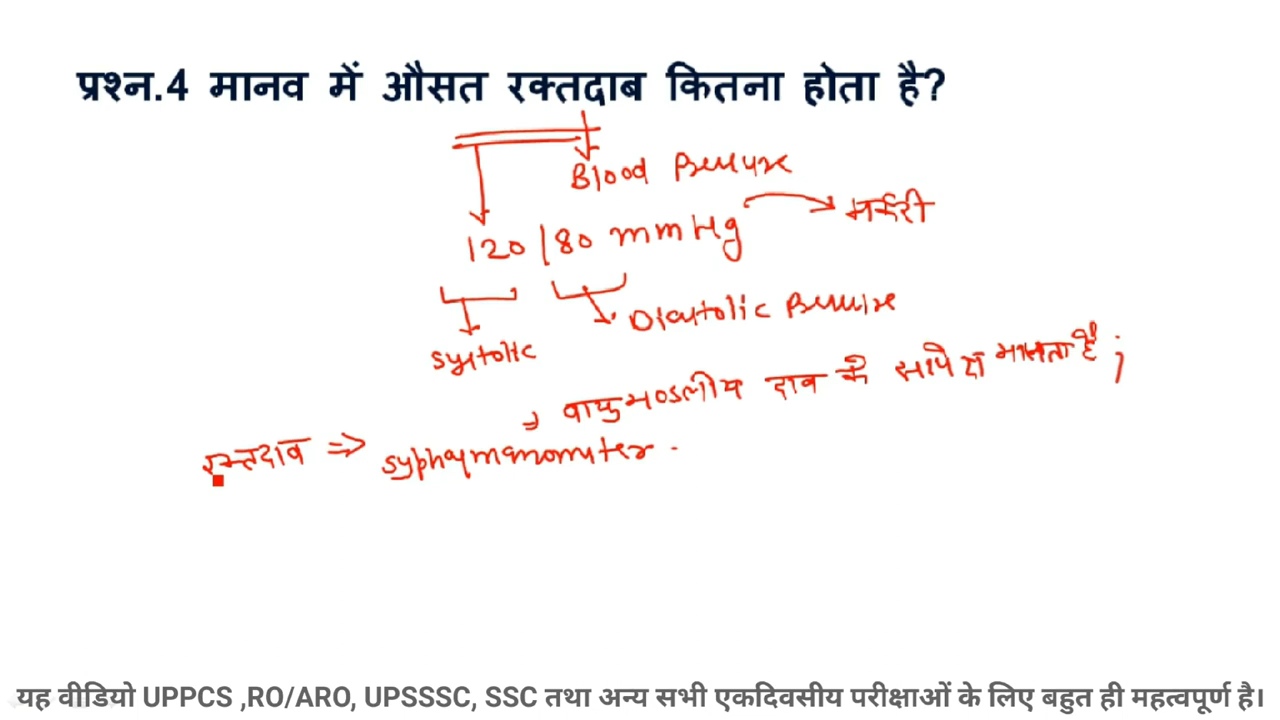 प्रश्न.4 मानव में औसत रक्तदाब कितना होता है?
Blood Pressure
120/80 mmHg → मर्करी
Systolic
Diastolic Pressure
→ वायुमण्डलीय दाब के सापेक्ष मापता है;
रक्तदाब ⇒ syphaymanometer .
यह वीडियो UPPCS ,RO/ARO, UPSSSC, SSC तथा अन्य सभी एकदिवसीय परीक्षाओं के लिए बहुत ही महत्वपूर्ण है।